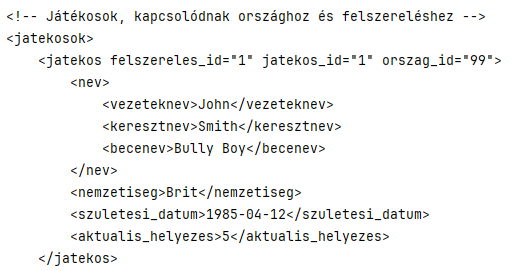 <!-- Játékosok, kapcsolódnak országhoz és felszereléshez -->
<jatekosok>
<jatekos felszereles_id="1" jatekos_id="1" orszag_id="99">
<nev>
<vezeteknev>John</vezeteknev>
<keresztnev>Smith</keresztnev>
<becenev>Bully Boy</becenev>
</nev>
<nemzetiseg>Brit</nemzetiseg>
<szuletesi_datum>1985-04-12</szuletesi_datum>
<aktualis_helyezes>5</aktualis_helyezes>
</jatekos>